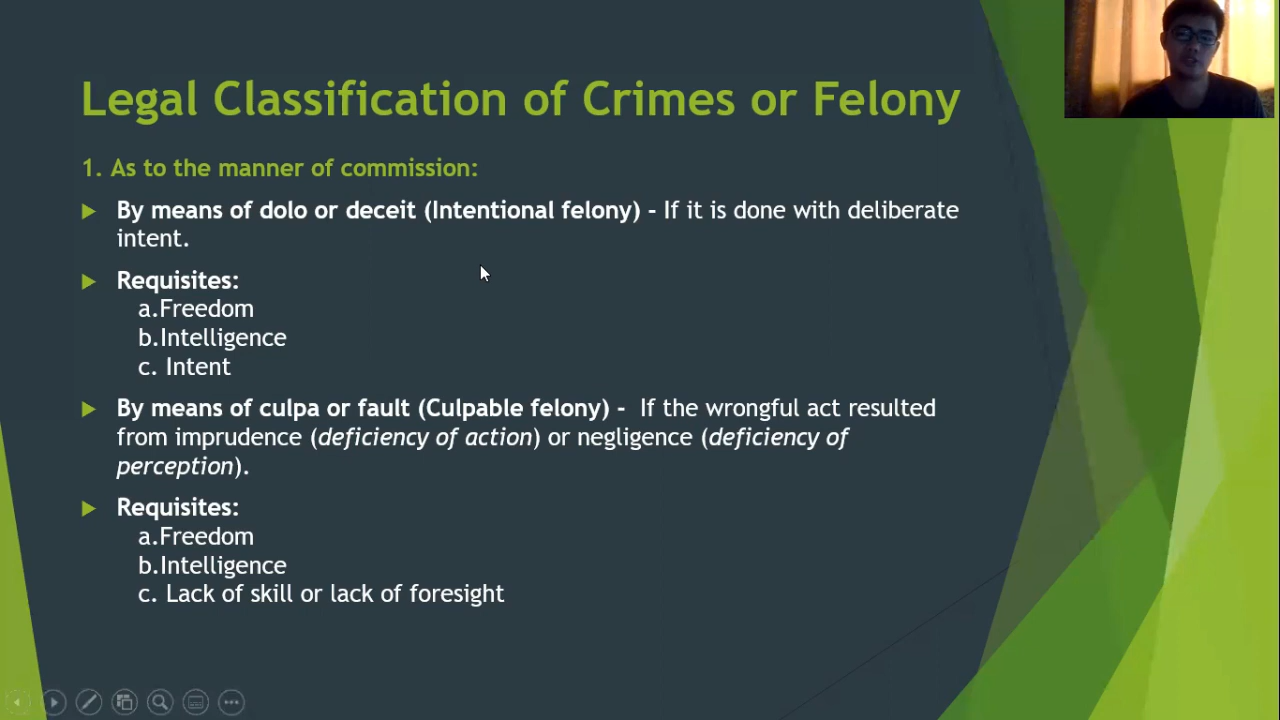 Legal Classification of Crimes or Felony
1. As to the manner of commission:
By means of dolo or deceit (Intentional felony) - If it is done with deliberate
intent.
Requisites:
a.Freedom
b.Intelligence
c. Intent
By means of culpa or fault (Culpable felony) - If the wrongful act resulted
from imprudence (deficiency of action) or negligence (deficiency of
perception).
Requisites:
a.Freedom
b.Intelligence
c. Lack of skill or lack of foresight